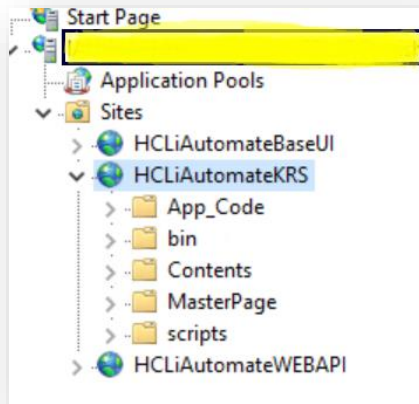 Start Page
Application Pools
Sites
HCLiAutomateBaseUI
HCLiAutomateKRS
App_Code
bin
Contents
MasterPage
scripts
HCLiAutomateWEBAPI